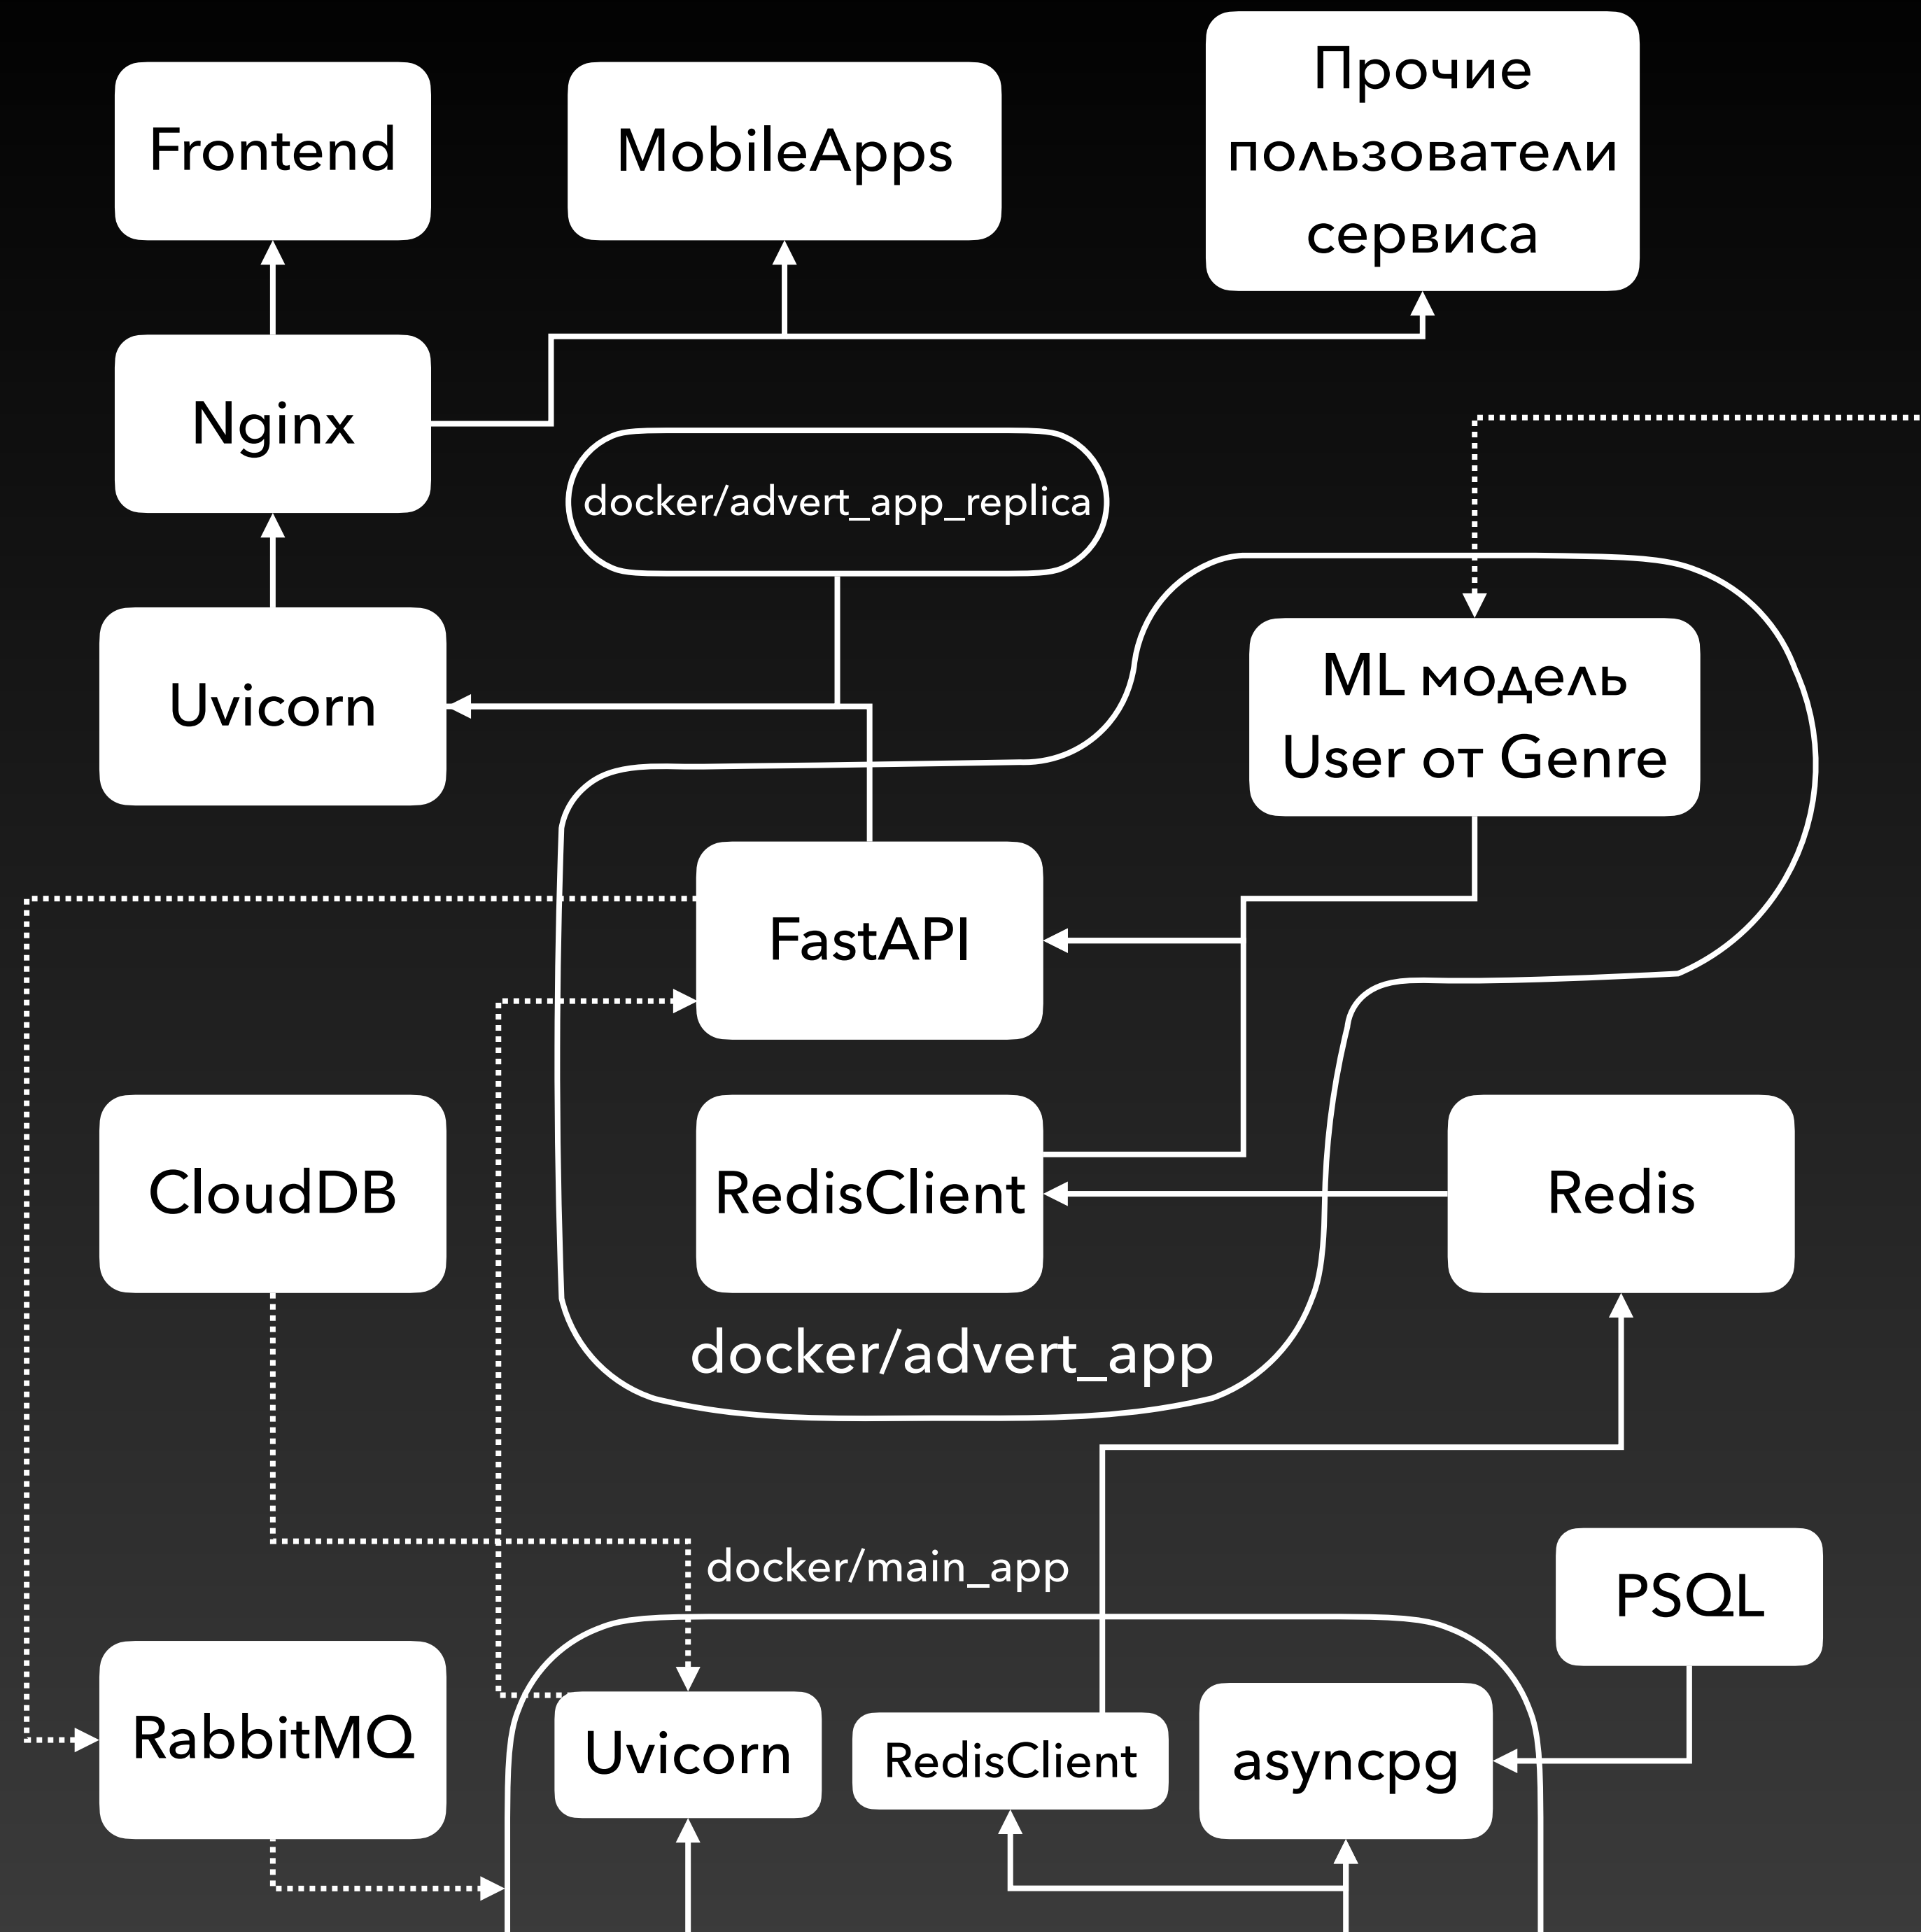 Frontend
MobileApps
Прочие
пользователи
сервиса
Nginx
docker/advert_app_replica
Uvicorn
ML модель
User от Genre
FastAPI
CloudDB
RedisClient
Redis
docker/advert_app
docker/main_app
PSQL
RabbitMQ
Uvicorn
RedisClient
asyncpg